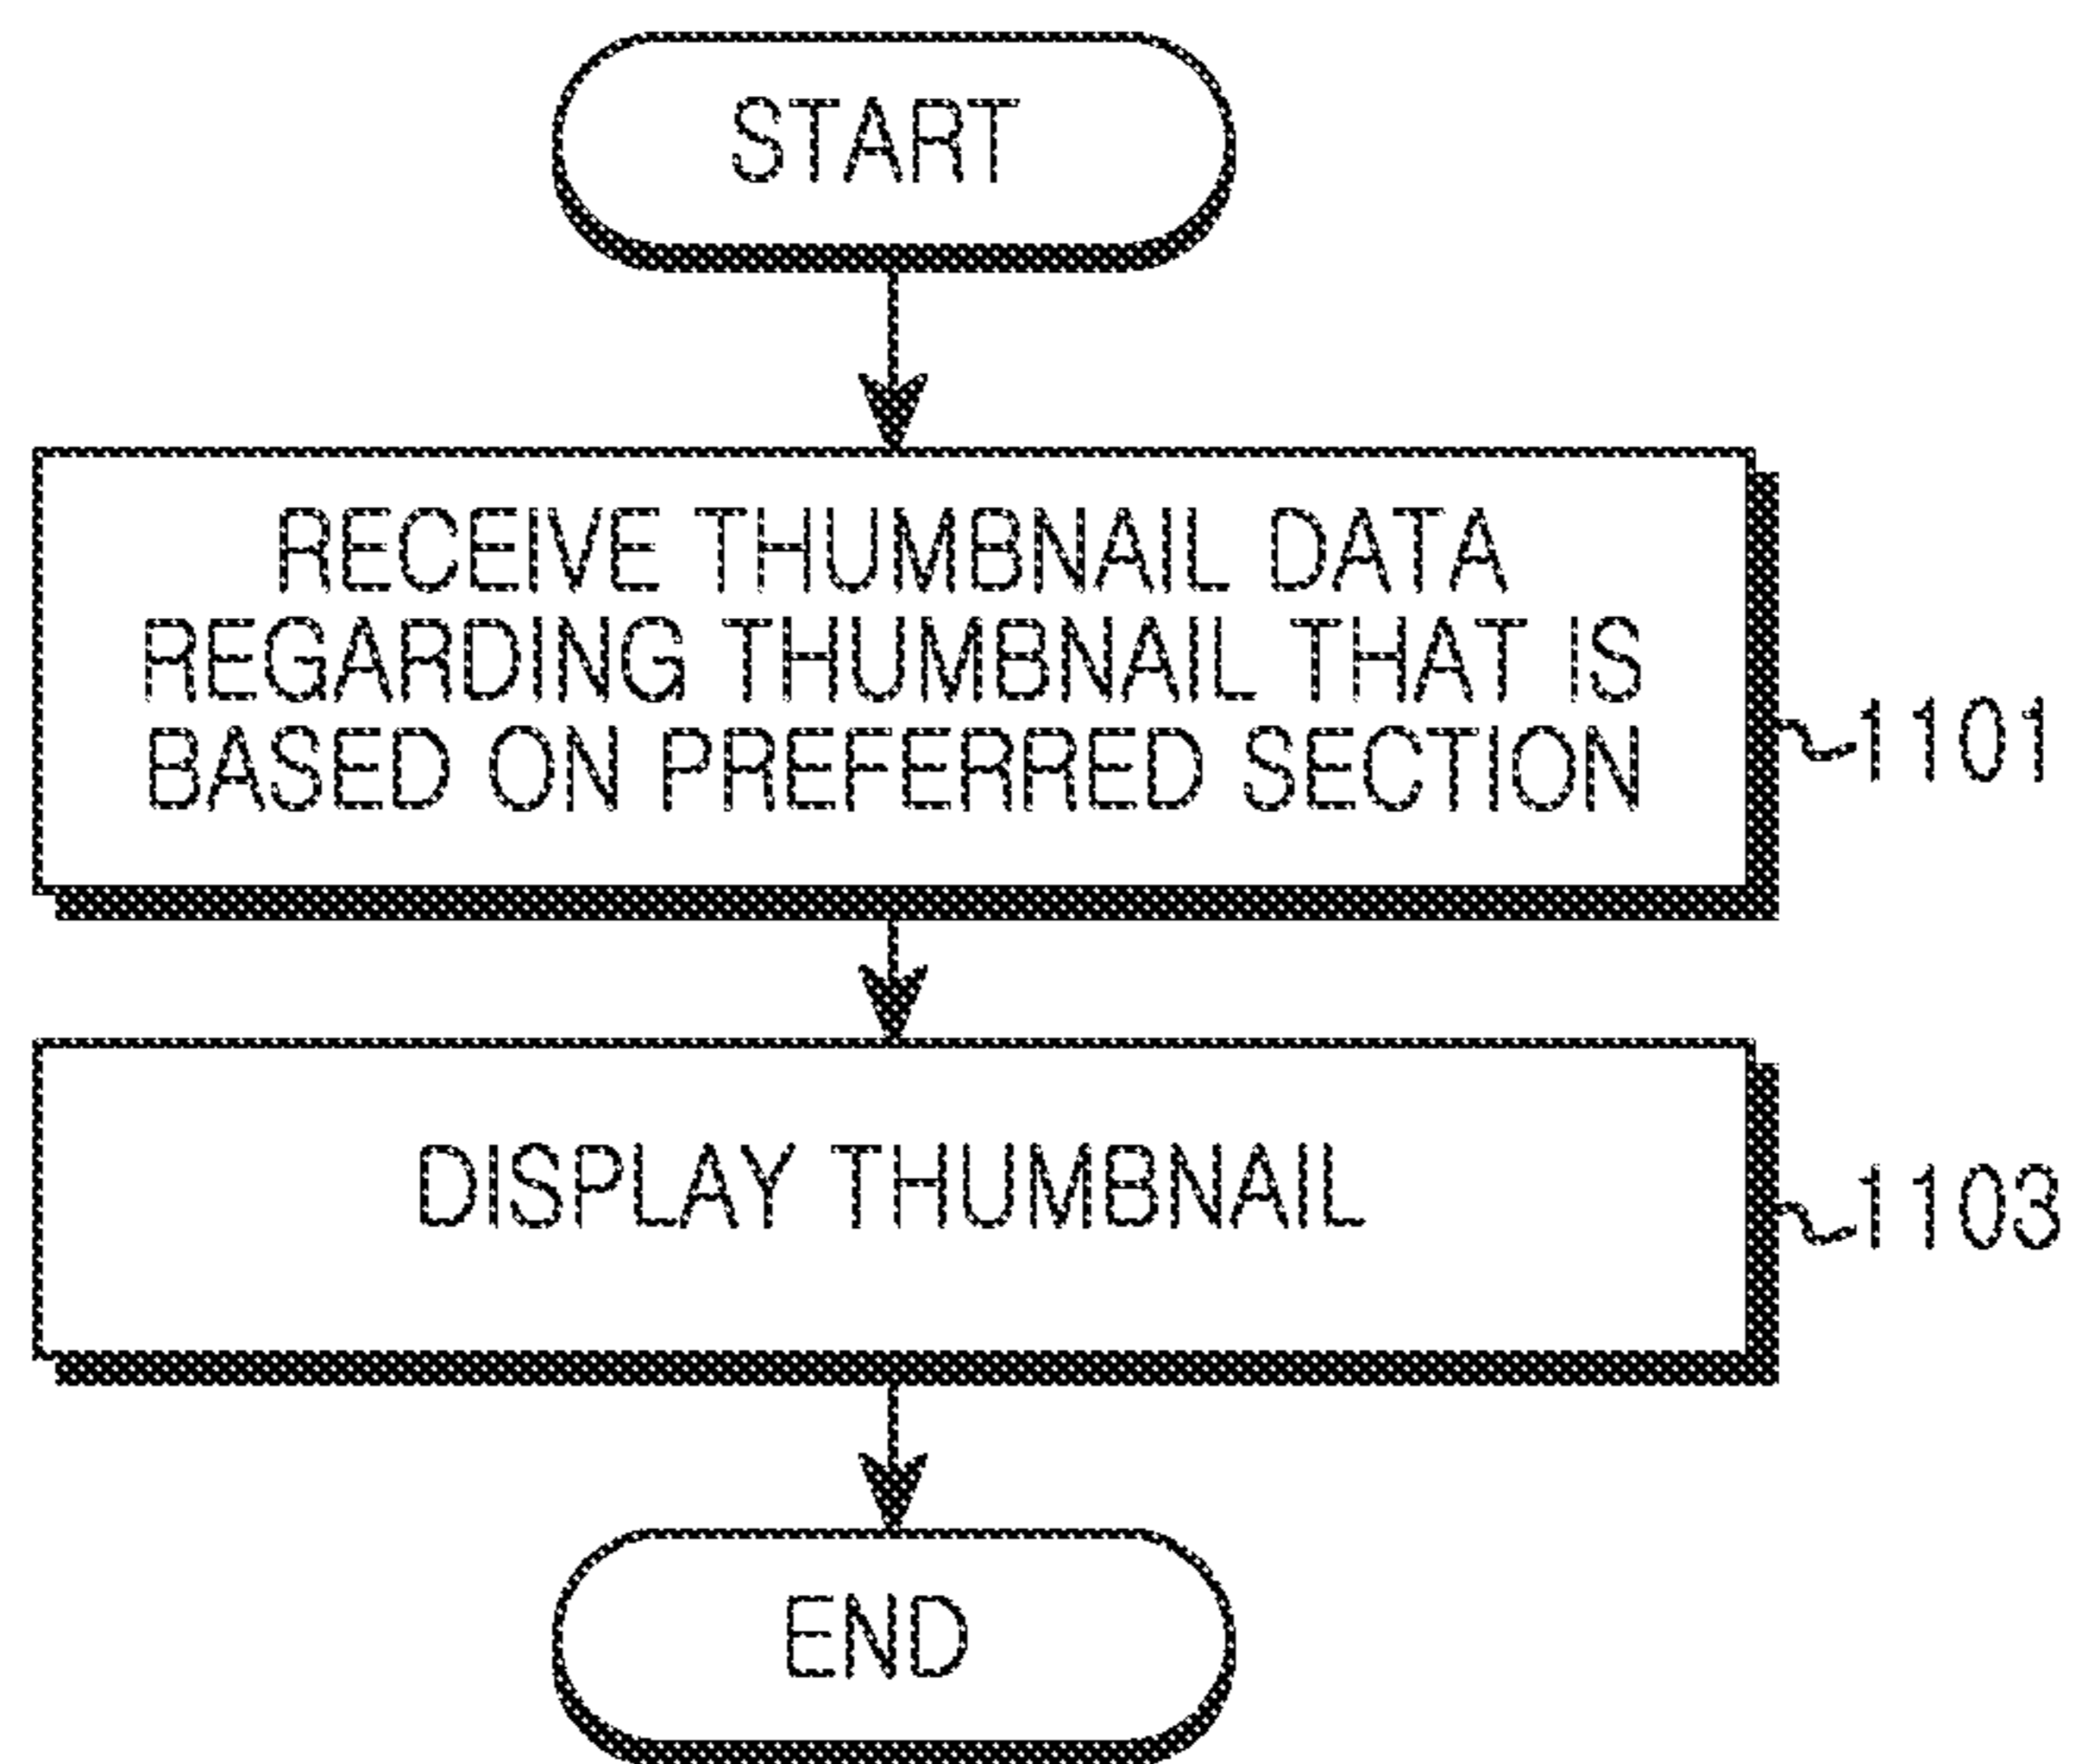 START
RECEIVE THUMBNAIL DATA
REGARDING THUMBNAIL THAT IS
BASED ON PREFERRED SECTION
1101
DISPLAY THUMBNAIL
1103
END